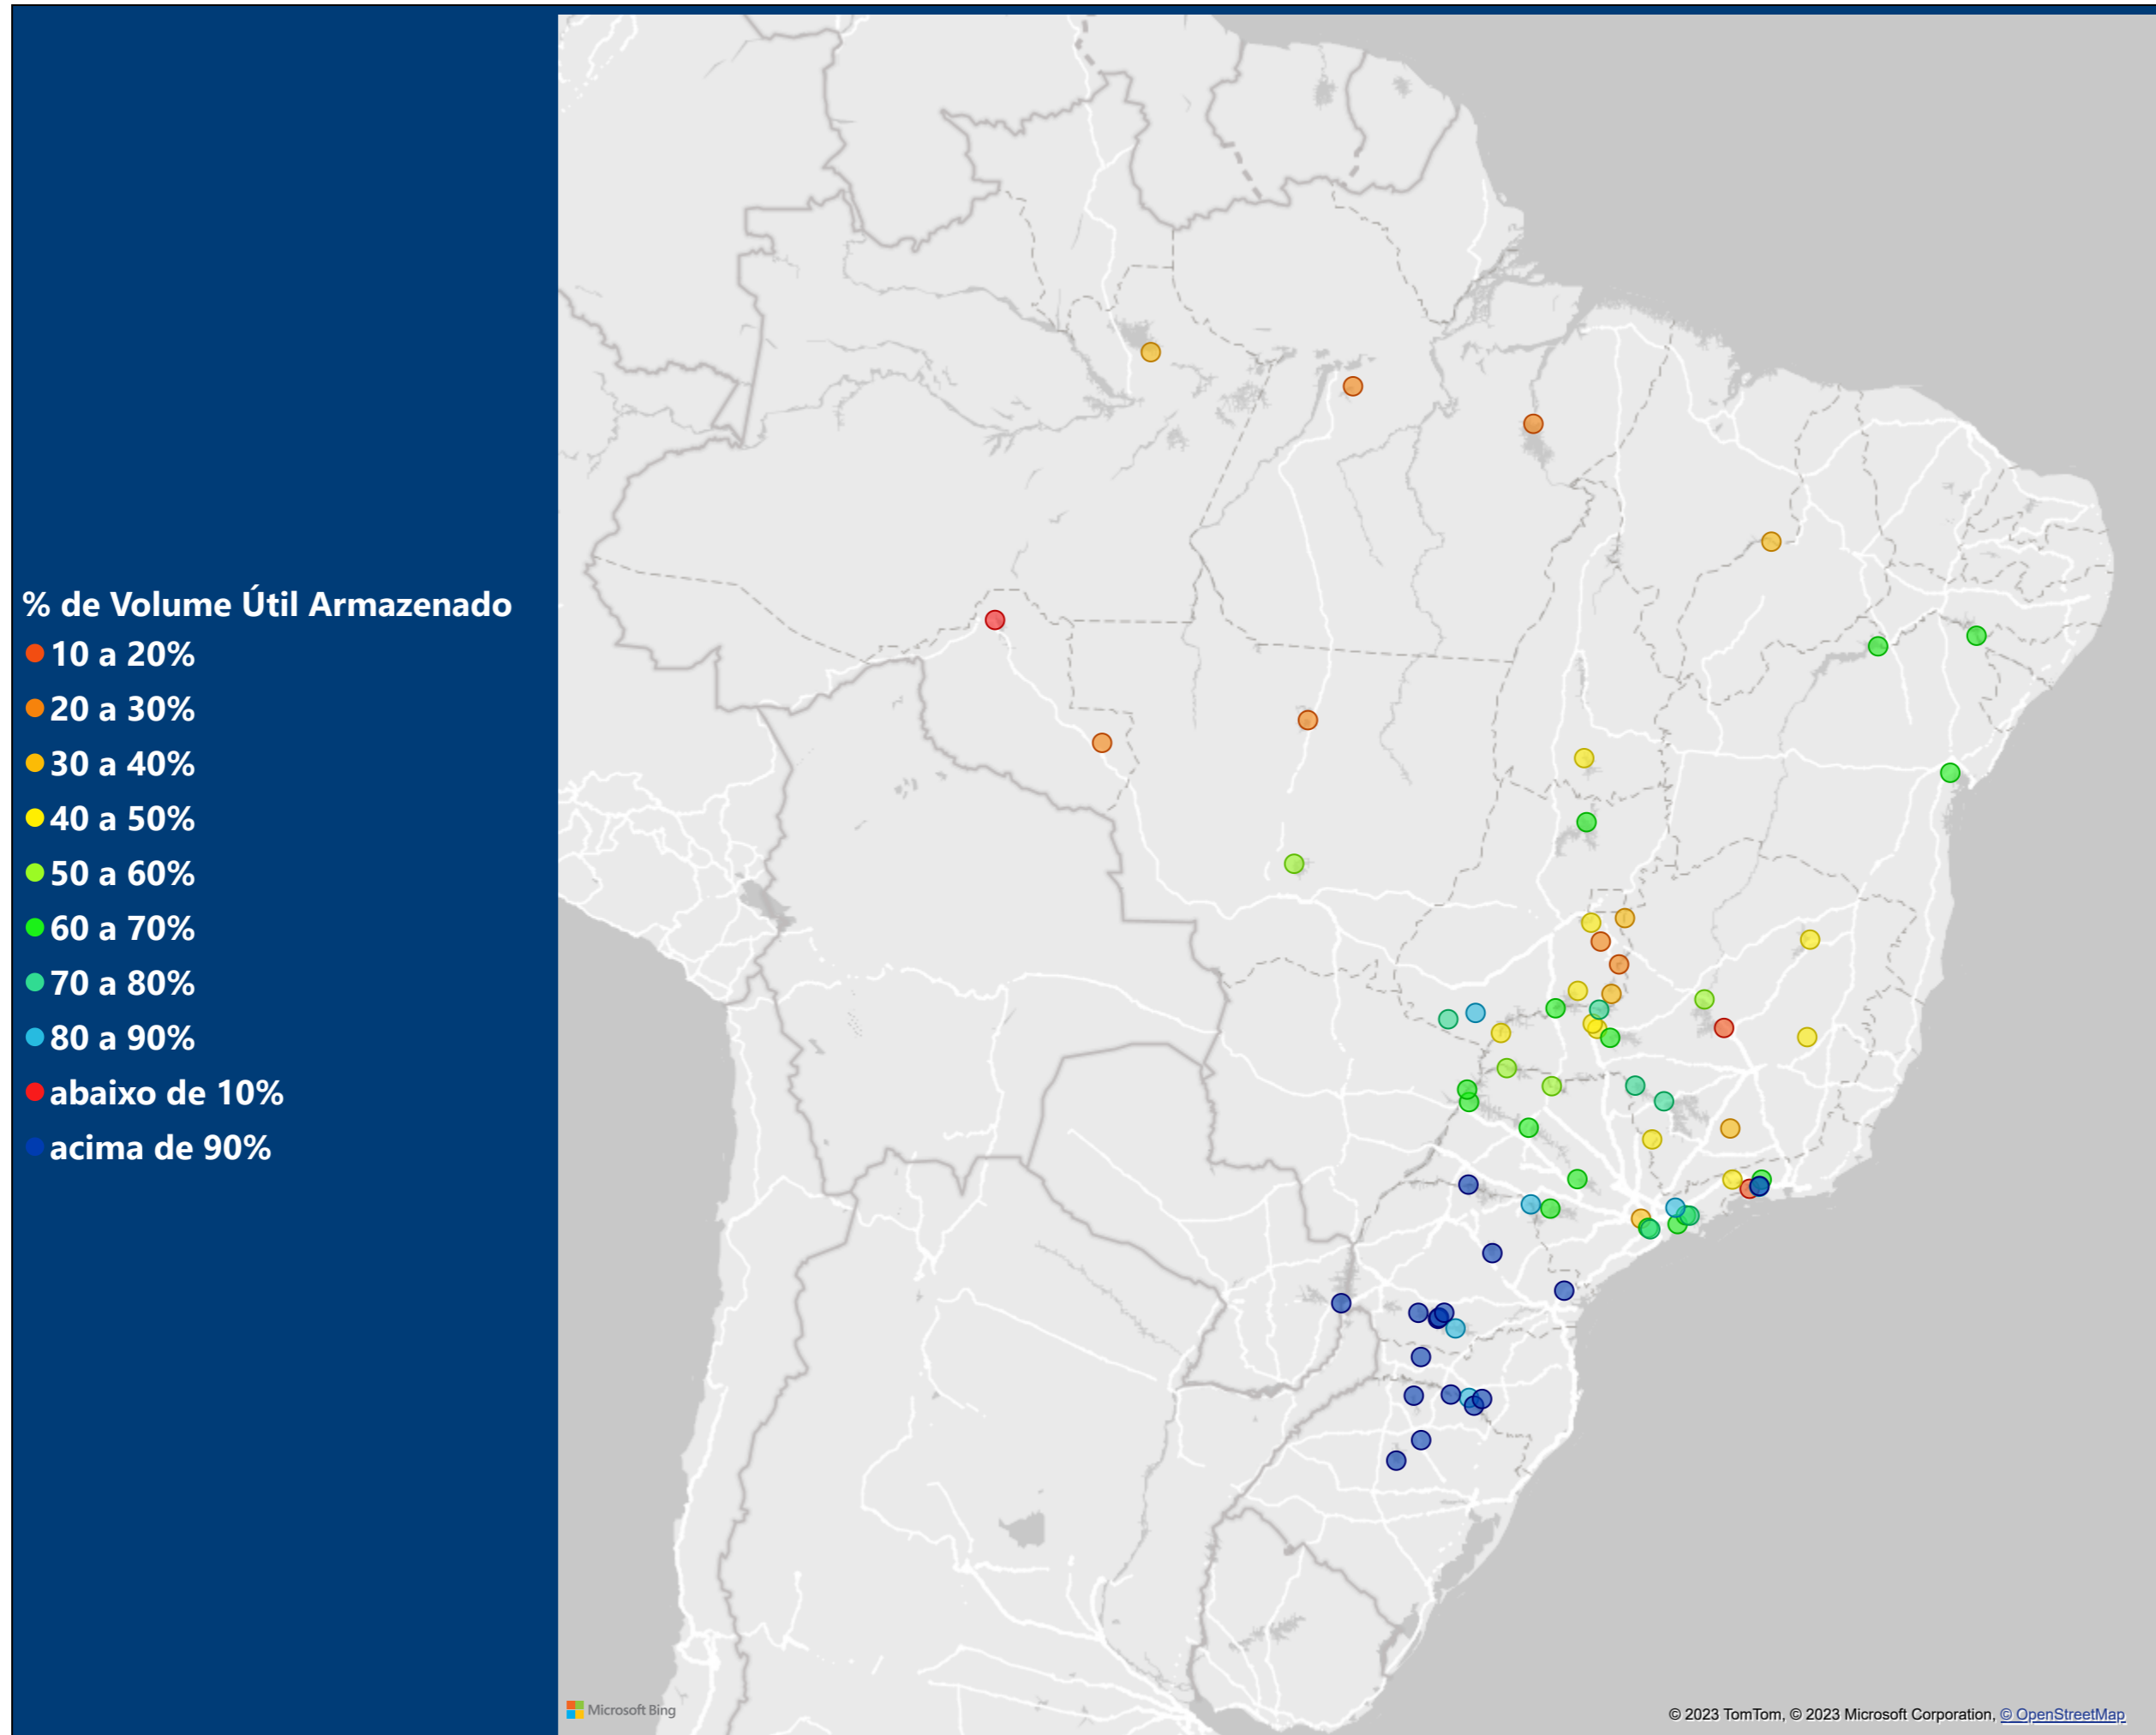 % de Volume Útil Armazenado
10 a 20%
20 a 30%
30 a 40%
40 a 50%
50 a 60%
60 a 70%
70 a 80%
80 a 90%
abaixo de 10%
acima de 90%
Microsoft Bing
© 2023 TomTom, © 2023 Microsoft Corporation, © OpenStreetMap